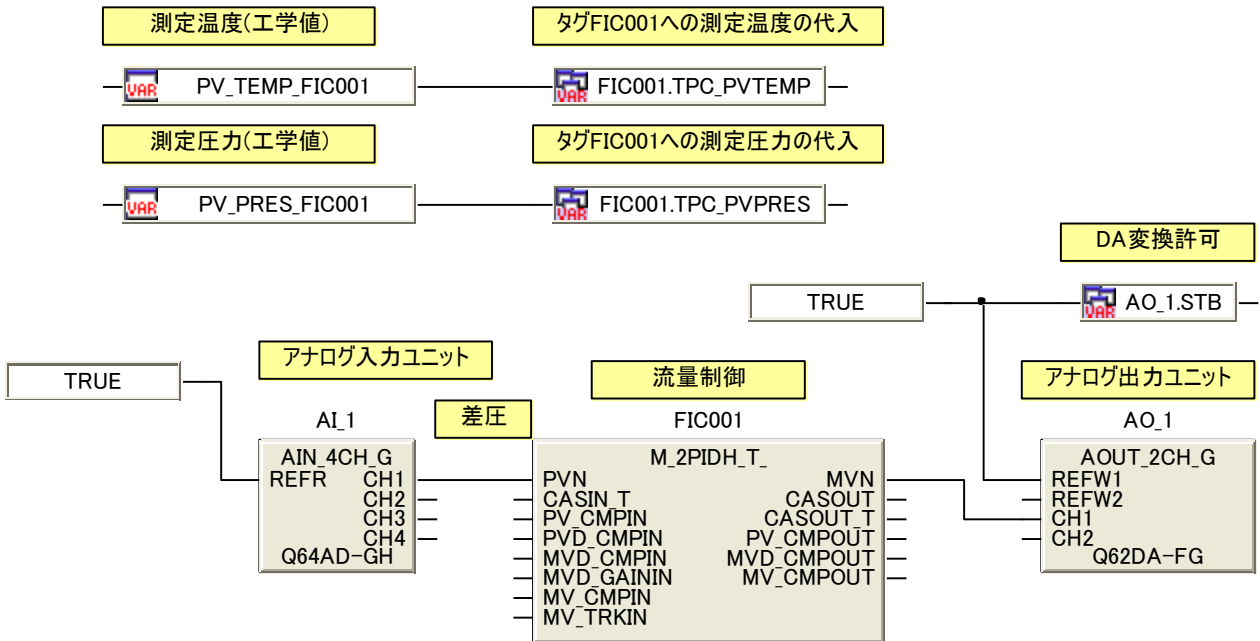 測定温度(工学値)
タグFIC001への測定温度の代入
VAR PV_TEMP_FIC001
VAR FIC001.TPC_PVTEMP
測定圧力(工学値)
タグFIC001への測定圧力の代入
VAR PV_PRES_FIC001
VAR FIC001.TPC_PVPRES
DA変換許可
TRUE
VAR AO_1.STB
アナログ入力ユニット
流量制御
アナログ出力ユニット
TRUE
差圧
AI_1
FIC001
AO_1
AIN_4CH_G
REFR CH1
CH2
CH3
CH4
Q64AD-GH
M_2PIDH_T_
PVN MVN
CASIN_T CASOUT
PV_CMPIN CASOUT_T
PVD_CMPIN PV_CMPOUT
MVD_CMPIN MVD_CMPOUT
MVD_GAININ MV_CMPOUT
MV_CMPIN
MV_TRKIN
AOUT_2CH_G
REFW1
REFW2
CH1
CH2
Q62DA-FG